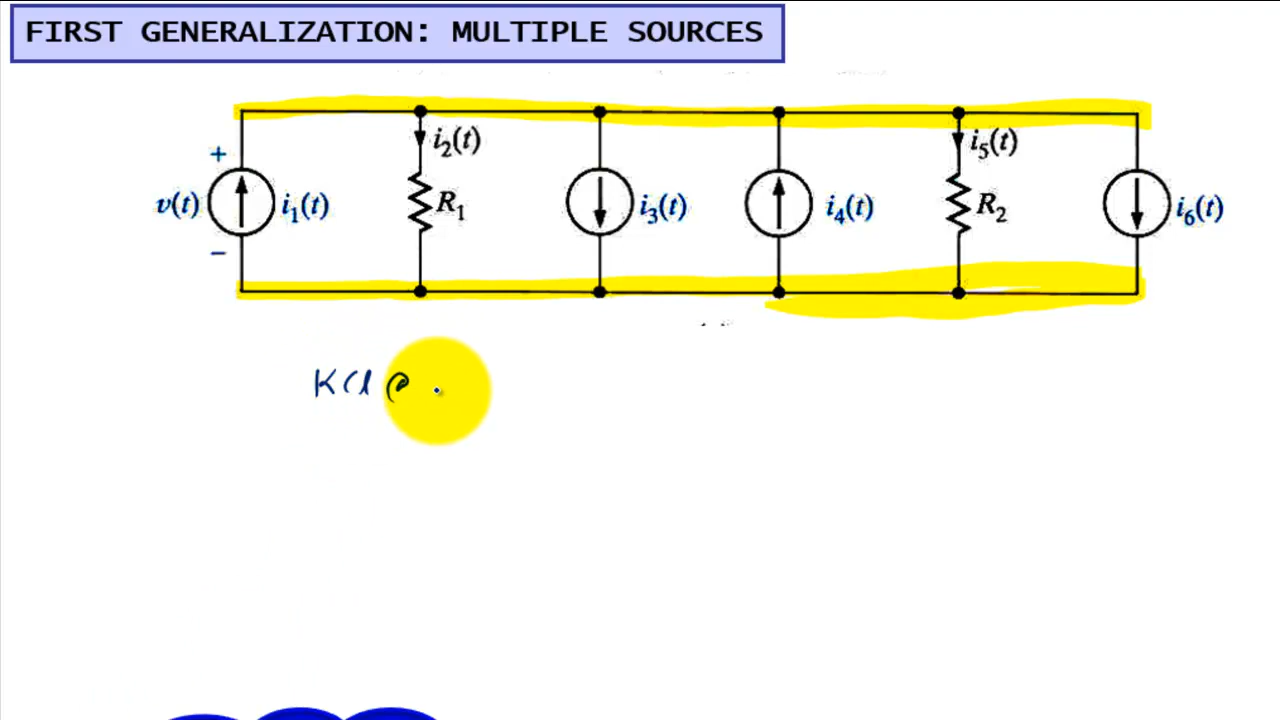 FIRST GENERALIZATION: MULTIPLE SOURCES
+ i₂(t) i₅(t)
v(t) i₁(t) R₁ i₃(t) i₄(t) R₂ i₆(t)
−
KCL @